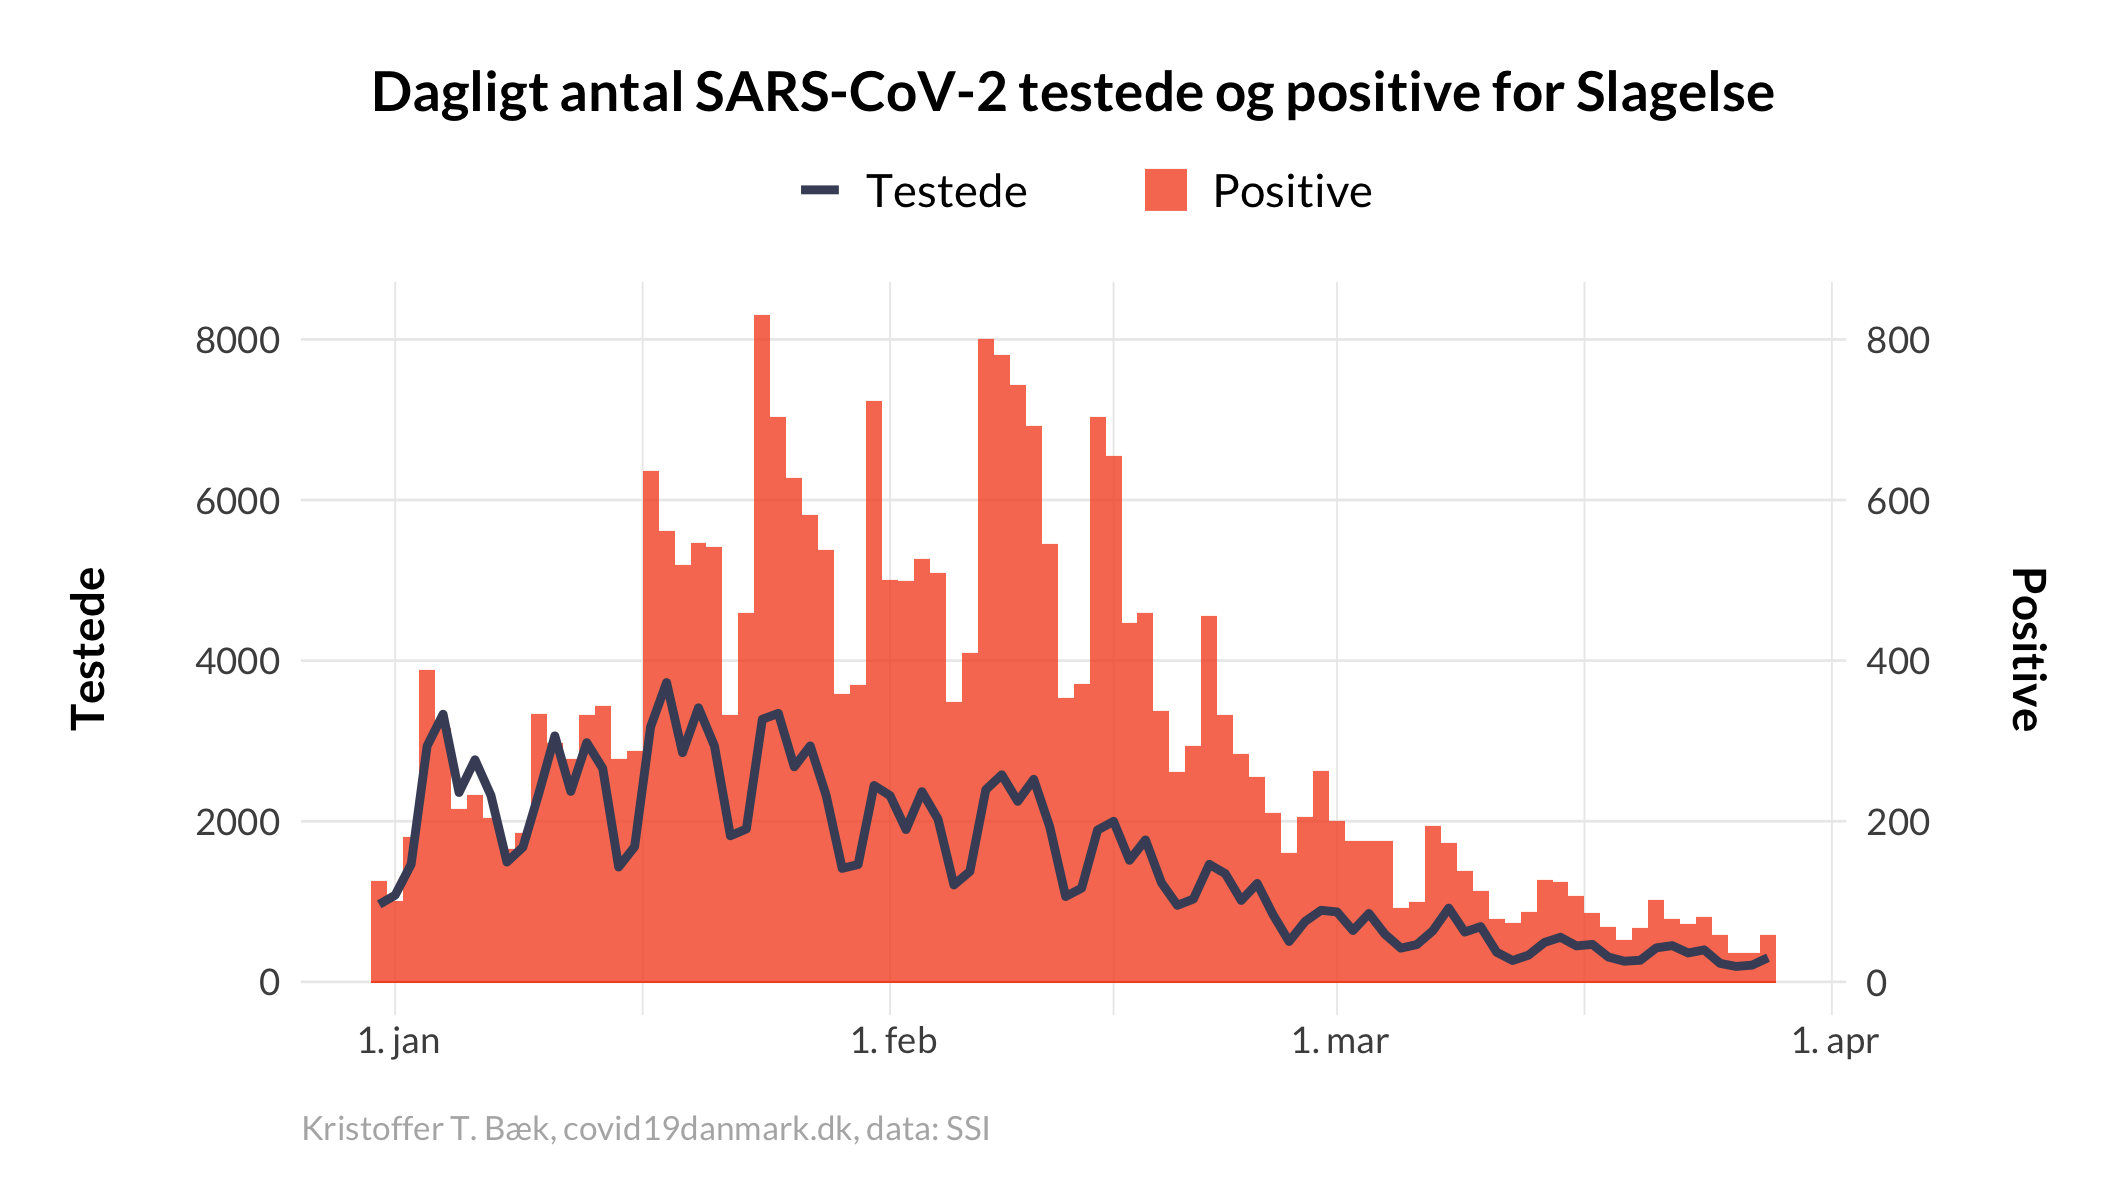 Dagligt antal SARS-CoV-2 testede og positive for Slagelse
Testede
Positive
Testede
8000
6000
4000
2000
0
800
600
400
200
0
Positive
1. jan
1. feb
1. mar
1. apr
Kristoffer T. Bæk, covid19danmark.dk, data: SSI